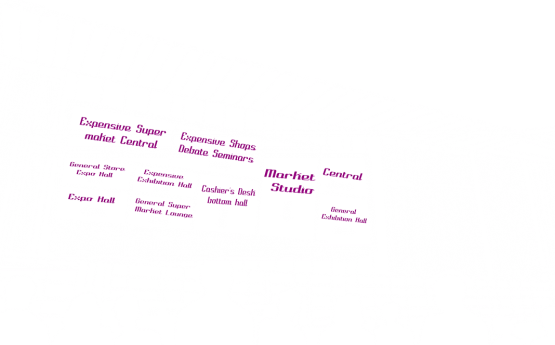 Expensive Super
maket Central
Expensive Shops
Debate Seminars
General Store
Expo Hall
Expensive
Exhibition Hall
Market
Studio
Central
Cashier's Desh
bottom hall
Expo Hall
General Super
Market Lounge
General
Exhibition Hall